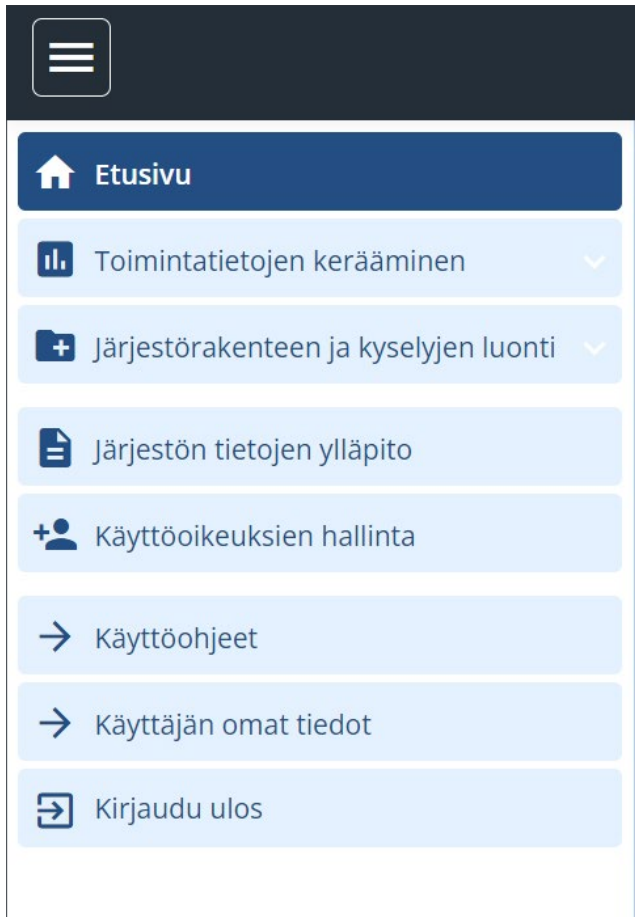 Etusivu
Toimintatietojen kerääminen
Järjestörakenteen ja kyselyjen luonti
Järjestön tietojen ylläpito
Käyttöoikeuksien hallinta
Käyttöohjeet
Käyttäjän omat tiedot
Kirjaudu ulos